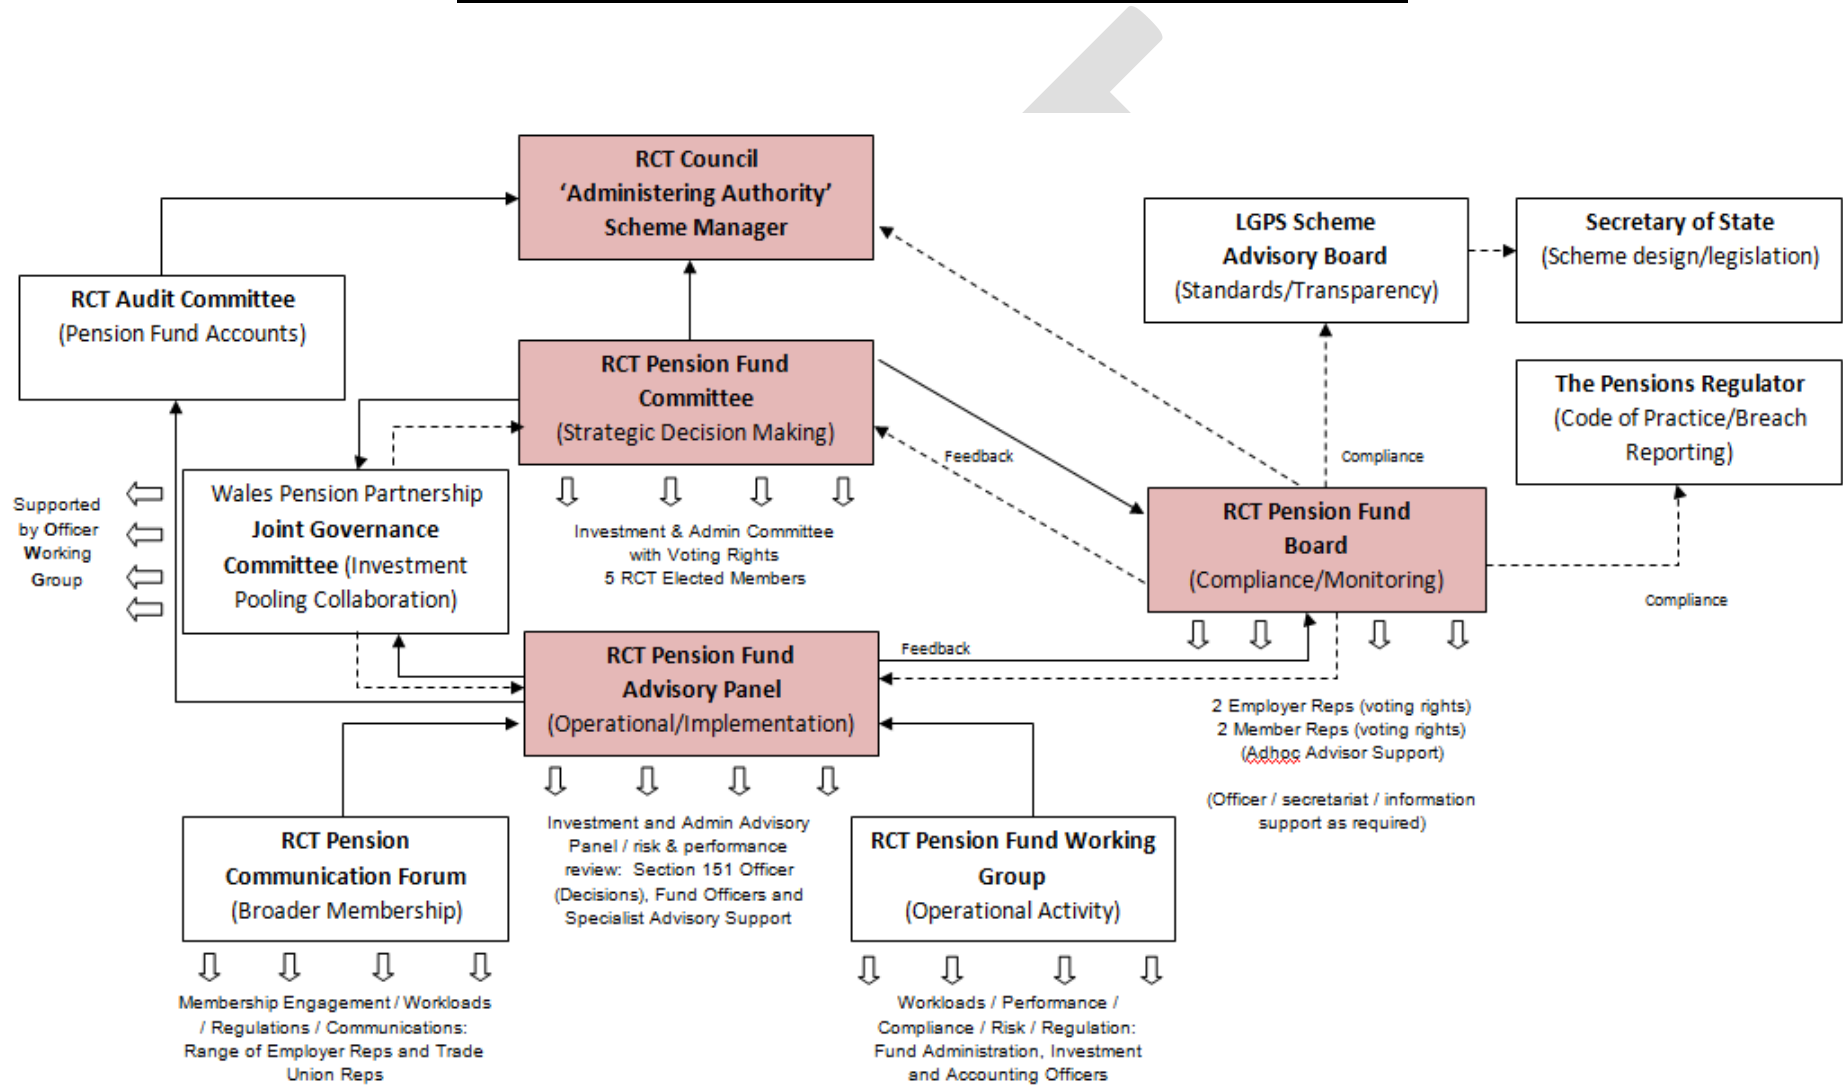 RCT Council
‘Administering Authority’
Scheme Manager
LGPS Scheme
Advisory Board
(Standards/Transparency)
Secretary of State
(Scheme design/legislation)
RCT Audit Committee
(Pension Fund Accounts)
RCT Pension Fund
Committee
(Strategic Decision Making)
The Pensions Regulator
(Code of Practice/Breach
Reporting)
Feedback
Compliance
Supported
by Officer
Working
Group
Wales Pension Partnership
Joint Governance
Committee (Investment
Pooling Collaboration)
Investment & Admin Committee
with Voting Rights
5 RCT Elected Members
RCT Pension Fund
Board
(Compliance/Monitoring)
Compliance
RCT Pension Fund
Advisory Panel
(Operational/Implementation)
Feedback
2 Employer Reps (voting rights)
2 Member Reps (voting rights)
(Adhoc Advisor Support)
(Officer / secretariat / information
support as required)
RCT Pension
Communication Forum
(Broader Membership)
Investment and Admin Advisory
Panel / risk & performance
review: Section 151 Officer
(Decisions), Fund Officers and
Specialist Advisory Support
RCT Pension Fund Working
Group
(Operational Activity)
Membership Engagement / Workloads
/ Regulations / Communications:
Range of Employer Reps and Trade
Union Reps
Workloads / Performance /
Compliance / Risk / Regulation:
Fund Administration, Investment
and Accounting Officers